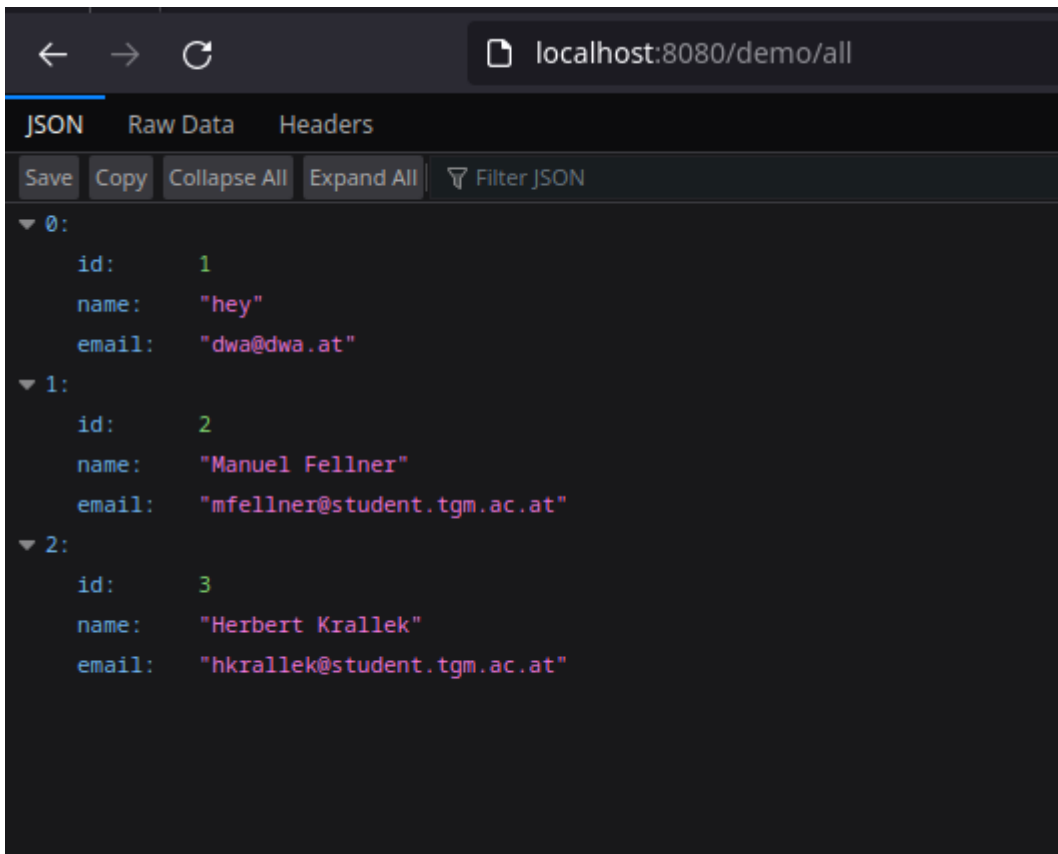 localhost:8080/demo/all
JSON Raw Data Headers
Save Copy Collapse All Expand All Filter JSON
0:
id: 1
name: "hey"
email: "dwa@dwa.at"
1:
id: 2
name: "Manuel Fellner"
email: "mfellner@student.tgm.ac.at"
2:
id: 3
name: "Herbert Krallek"
email: "hkrallek@student.tgm.ac.at"